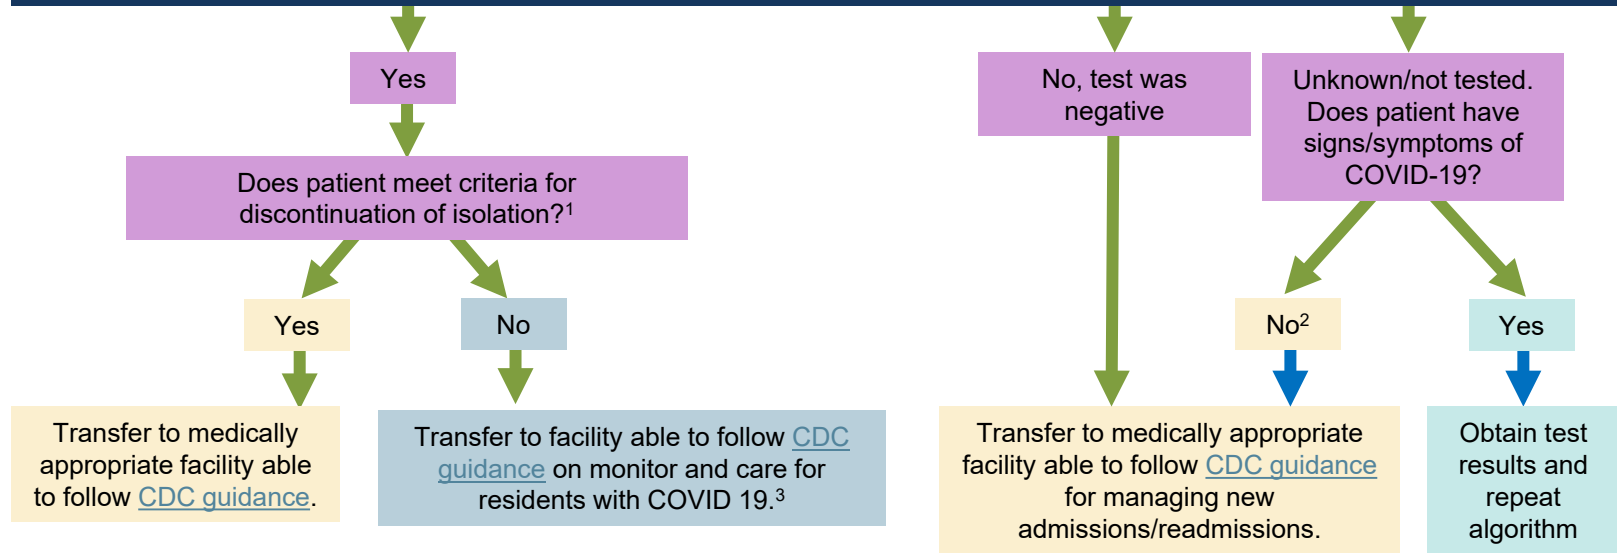 Yes
No, test was
negative
Unknown/not tested.
Does patient have
signs/symptoms of
COVID-19?
Does patient meet criteria for
discontinuation of isolation?¹
Yes
No
No²
Yes
Transfer to medically
appropriate facility able
to follow CDC guidance.
Transfer to facility able to follow CDC
guidance on monitor and care for
residents with COVID 19.³
Transfer to medically appropriate
facility able to follow CDC guidance
for managing new
admissions/readmissions.
Obtain test
results and
repeat
algorithm